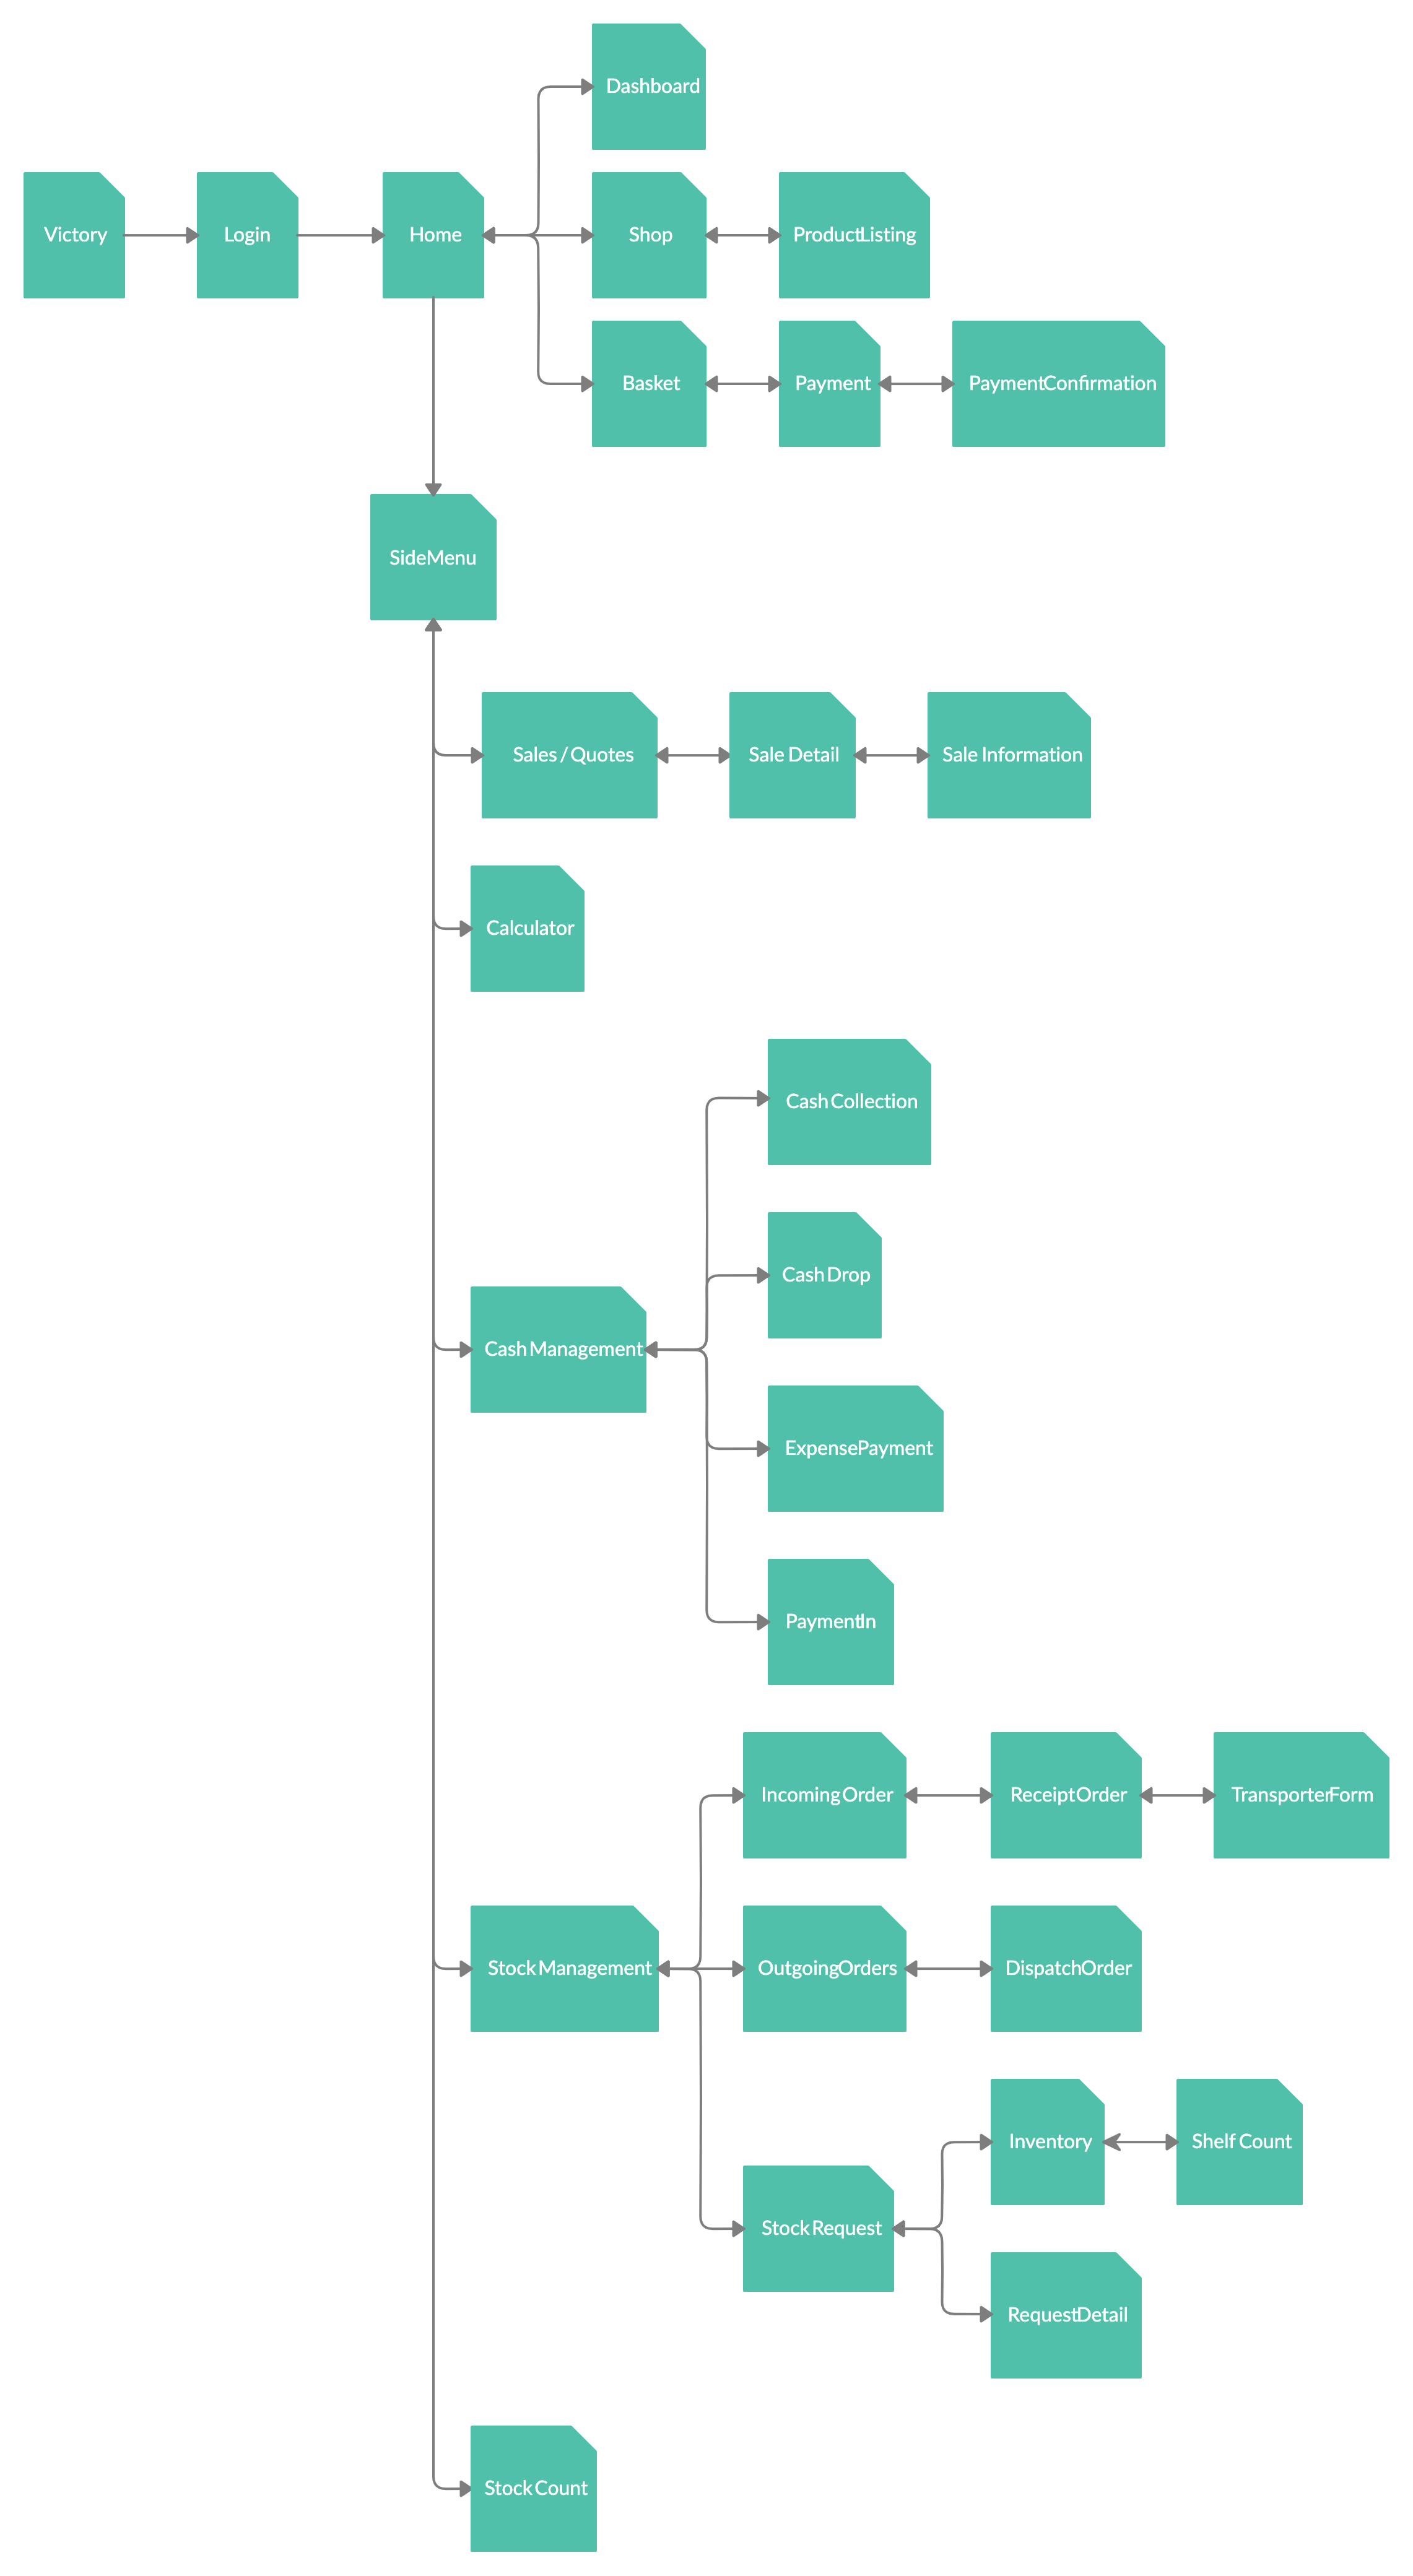 Dashboard
Victory
Login
Home
Shop
ProductListing
Basket
Payment
PaymentConfirmation
SideMenu
Sales / Quotes
Sale Detail
Sale Information
Calculator
Cash Collection
Cash Drop
Cash Management
ExpensePayment
PaymentIn
Incoming Order
Receipt Order
TransporterForm
Stock Management
OutgoingOrders
DispatchOrder
Inventory
Shelf Count
Stock Request
RequestDetail
Stock Count